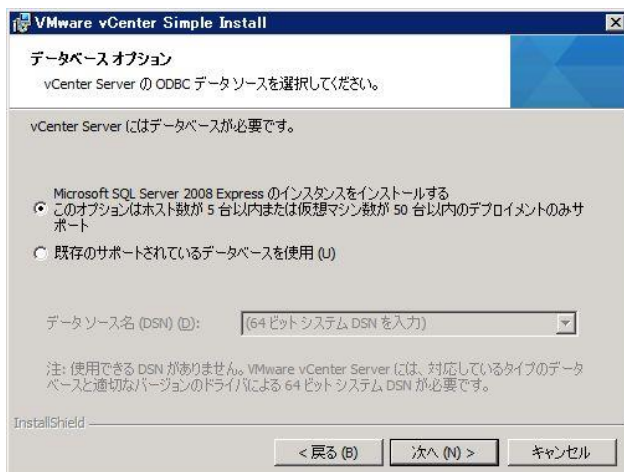 VMware vCenter Simple Install
データベース オプション
vCenter Server の ODBC データ ソースを選択してください。
vCenter Server にはデータベースが必要です。
Microsoft SQL Server 2008 Express のインスタンスをインストールする
このオプションはホスト数が 5 台以内または仮想マシン数が 50 台以内のデプロイメントのみサ
ポート
既存のサポートされているデータベースを使用 (U)
データ ソース名 (DSN) (D): (64 ビット システム DSN を入力)
注: 使用できる DSN がありません。VMware vCenter Server には、対応しているタイプのデータ
ベースと適切なバージョンのドライバによる 64 ビット システム DSN が必要です。
InstallShield
< 戻る (B) 次へ (N) > キャンセル